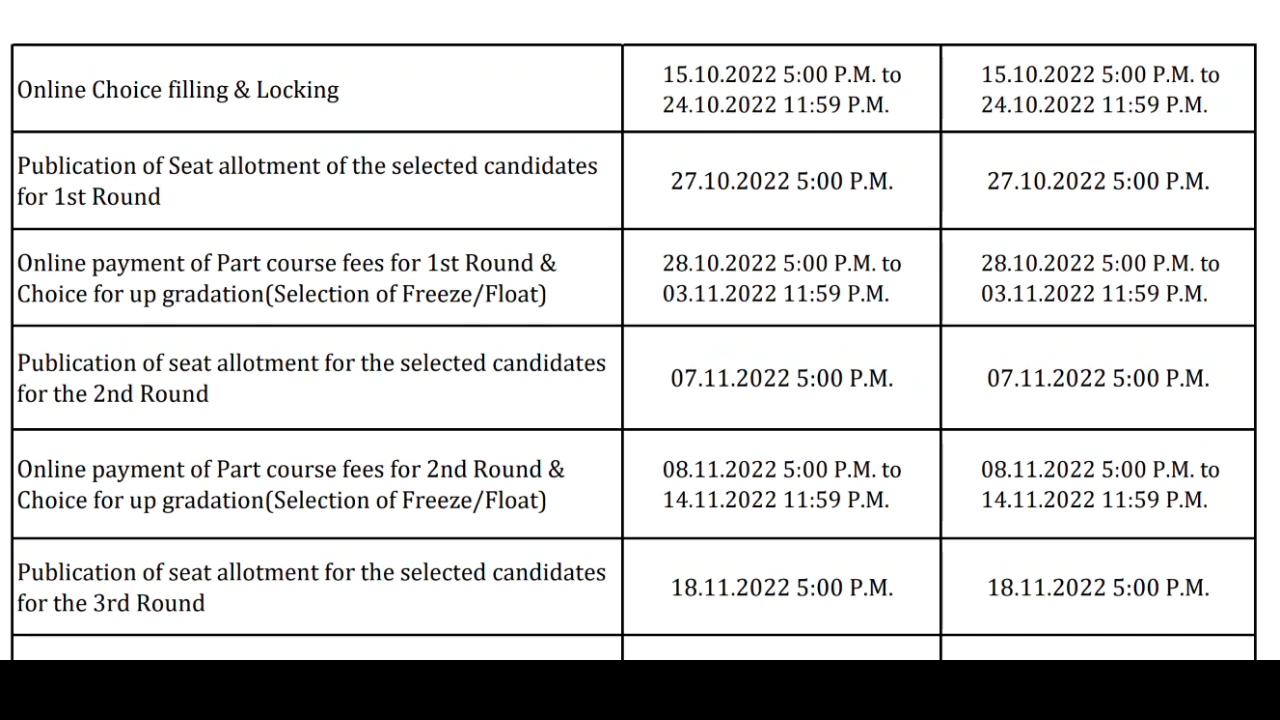 Online Choice filling & Locking
15.10.2022 5:00 P.M. to
24.10.2022 11:59 P.M.
15.10.2022 5:00 P.M. to
24.10.2022 11:59 P.M.
Publication of Seat allotment of the selected candidates
for 1st Round
27.10.2022 5:00 P.M.
27.10.2022 5:00 P.M.
Online payment of Part course fees for 1st Round &
Choice for up gradation(Selection of Freeze/Float)
28.10.2022 5:00 P.M. to
03.11.2022 11:59 P.M.
28.10.2022 5:00 P.M. to
03.11.2022 11:59 P.M.
Publication of seat allotment for the selected candidates
for the 2nd Round
07.11.2022 5:00 P.M.
07.11.2022 5:00 P.M.
Online payment of Part course fees for 2nd Round &
Choice for up gradation(Selection of Freeze/Float)
08.11.2022 5:00 P.M. to
14.11.2022 11:59 P.M.
08.11.2022 5:00 P.M. to
14.11.2022 11:59 P.M.
Publication of seat allotment for the selected candidates
for the 3rd Round
18.11.2022 5:00 P.M.
18.11.2022 5:00 P.M.